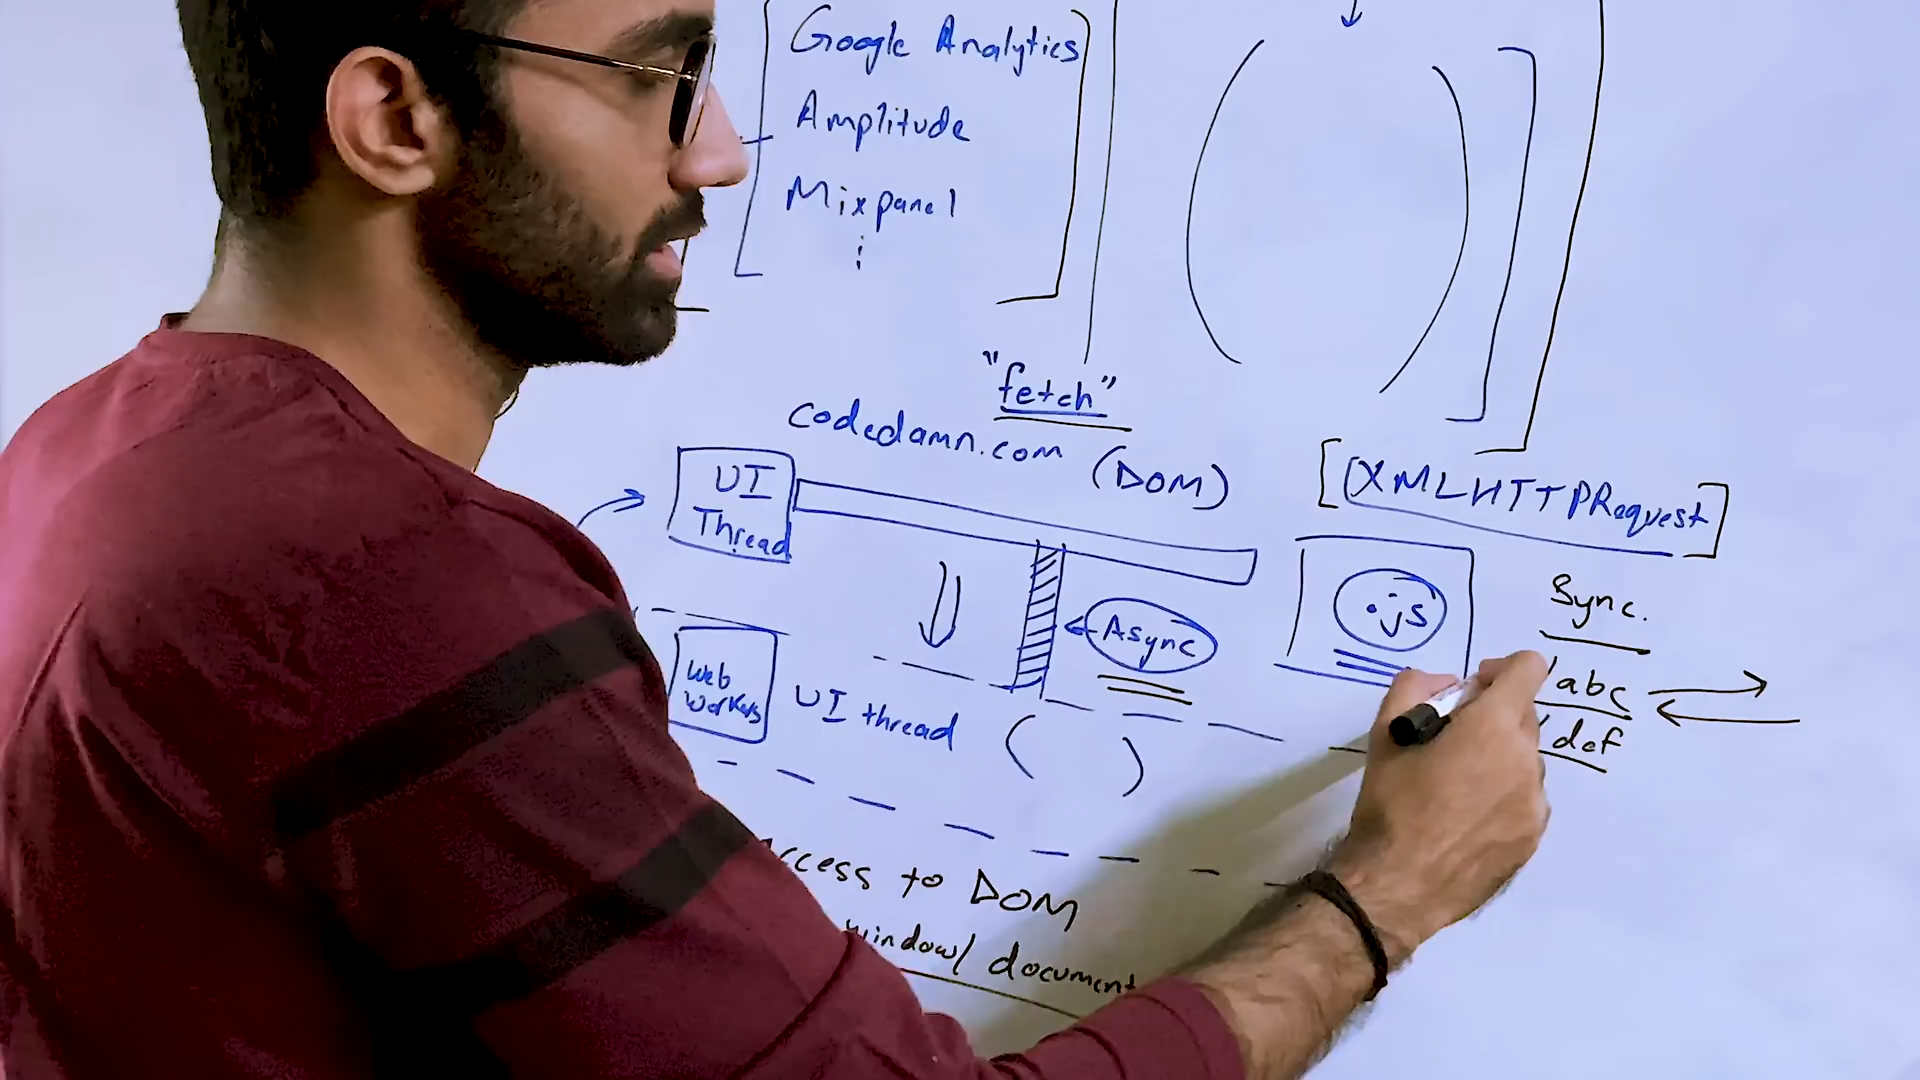 Google Analytics
Amplitude
Mixpanel
"fetch"
codedamn.com (DOM)
[(XMLHTTPRequest]
UI
Thread
.js
Sync.
Async
/abc
/def
Web
Workers
UI thread ( )
Access to DOM
window/document